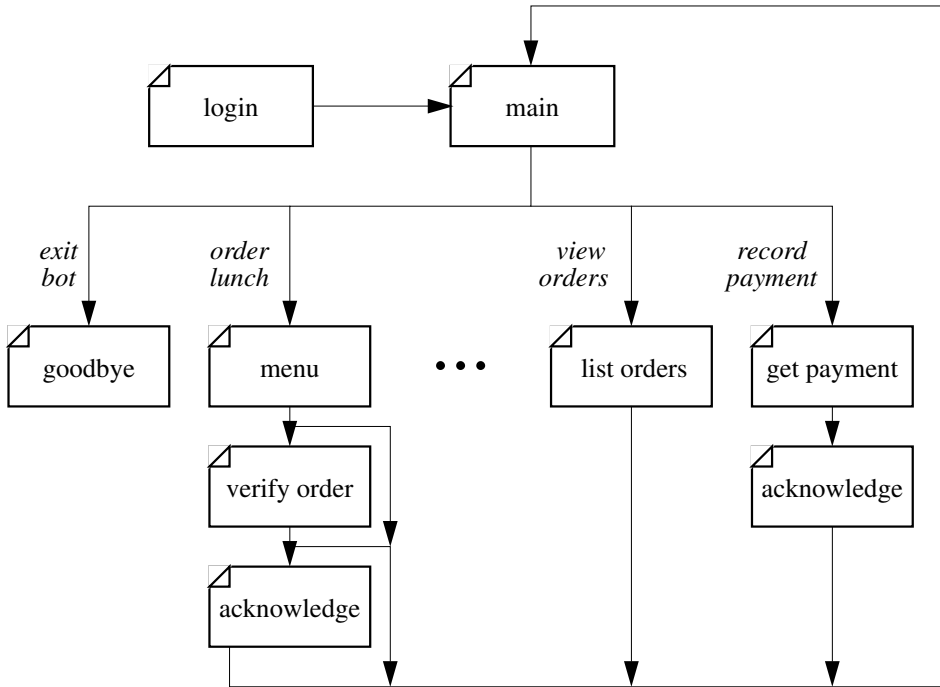 login
main
exit
bot
order
lunch
view
orders
record
payment
goodbye
menu
list orders
get payment
verify order
acknowledge
acknowledge